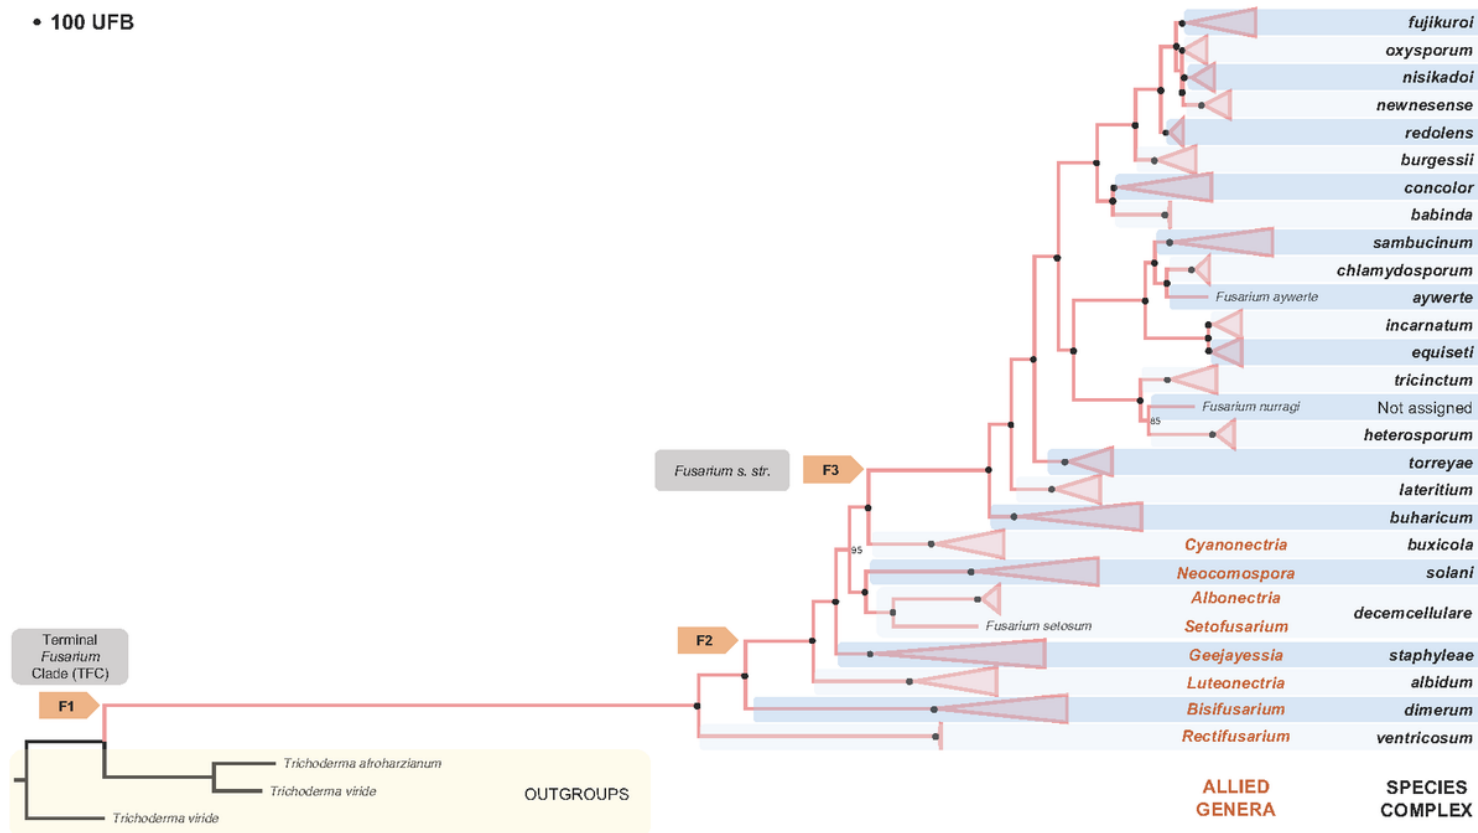 • 100 UFB
fujikuroi
oxysporum
nisikadoi
newnesense
redolens
burgessii
concolor
babinda
sambucinum
chlamydosporum
Fusarium aywerte aywerte
incarnatum
equiseti
tricinctum
Fusarium nurragi Not assigned
85
heterosporum
torreyae
Fusarium s. str. F3
lateritium
buharicum
Cyanonectria buxicola
95
Neocomospora solani
Albonectria
decemcellulare
Fusarium setosum Setofusarium
F2
Geejayessia staphyleae
Luteonectria albidum
Terminal
Fusarium
Clade (TFC)
F1
Bisifusarium dimerum
Rectifusarium ventricosum
Trichoderma afroharzianum
Trichoderma viride
OUTGROUPS
Trichoderma viride
ALLIED
GENERA
SPECIES
COMPLEX